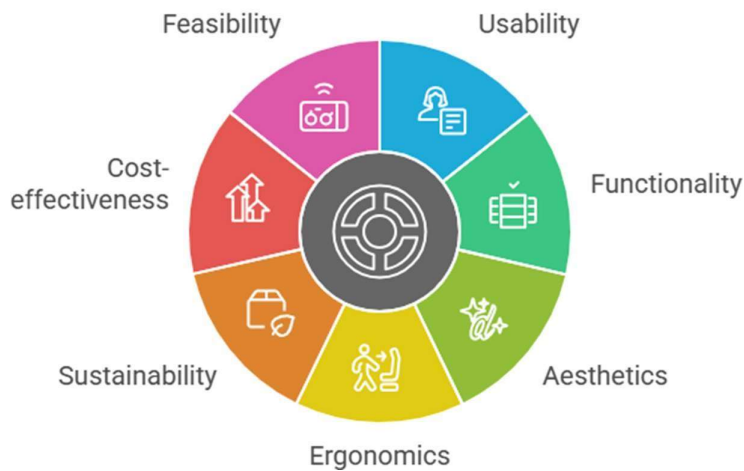 Feasibility
Usability
Cost-
effectiveness
Functionality
Sustainability
Aesthetics
Ergonomics